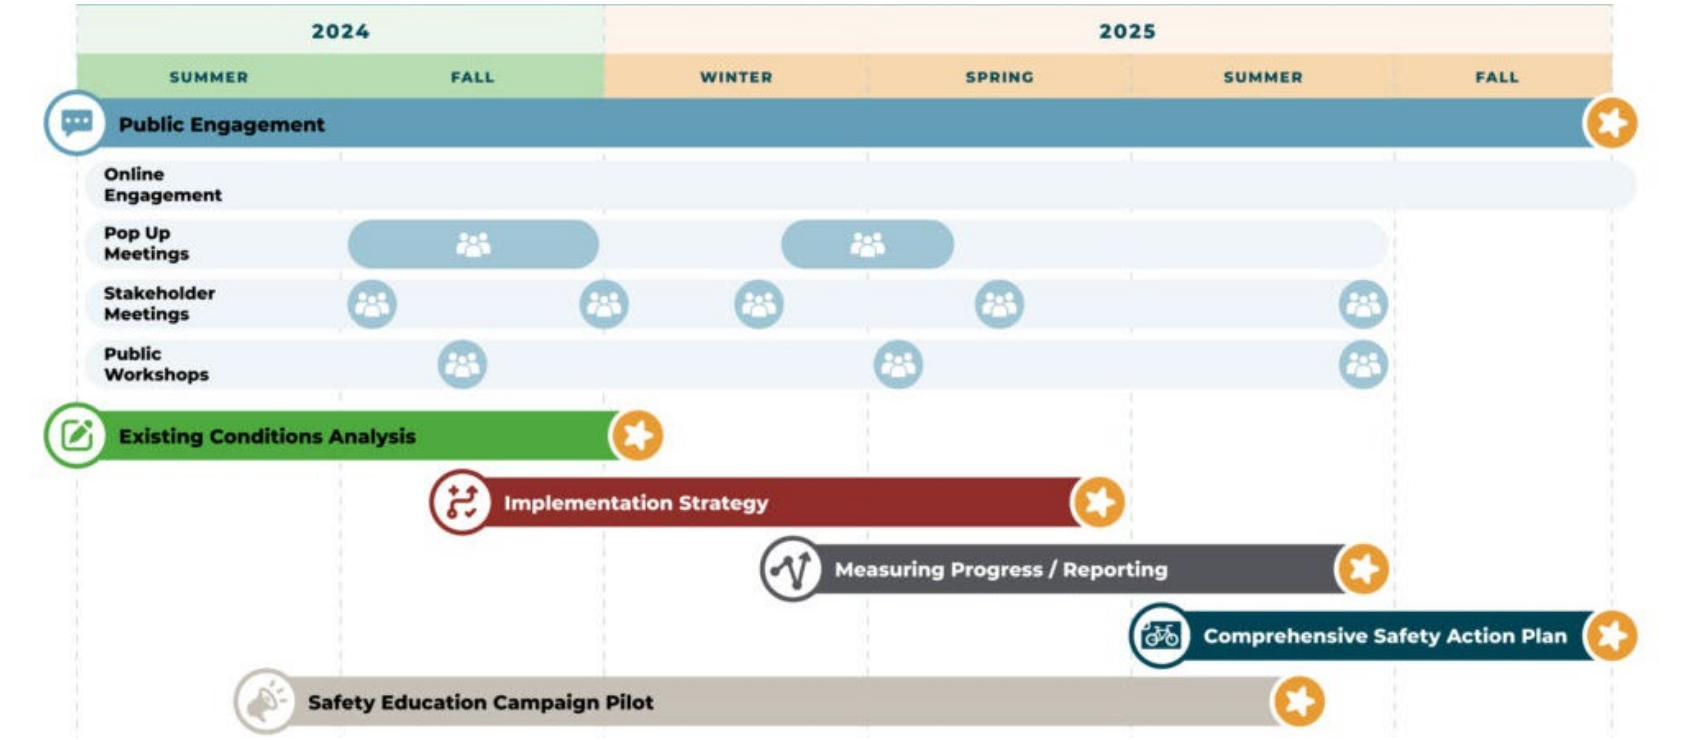 2024 2025
SUMMER FALL WINTER SPRING SUMMER FALL
Public Engagement
Online
Engagement
Pop Up
Meetings
Stakeholder
Meetings
Public
Workshops
Existing Conditions Analysis
Implementation Strategy
Measuring Progress / Reporting
Comprehensive Safety Action Plan
Safety Education Campaign Pilot